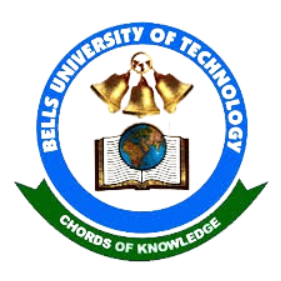 BELLS UNIVERSITY OF TECHNOLOGY
CHORDS OF KNOWLEDGE